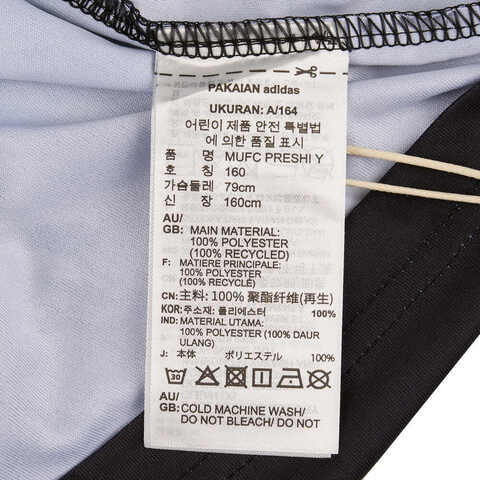 PAKAIAN adidas
UKURAN: A/164
어린이 제품 안전 특별법
에 의한 품질 표시
품 명 MUFC PRESHI Y
호 칭 160
가슴둘레 79cm
신 장 160cm
AU/
GB: MAIN MATERIAL:
100% POLYESTER
(100% RECYCLED)
F: MATIERE PRINCIPALE:
100% POLYESTER
(100% RECYCLÉ)
CN: 主料: 100% 聚酯纤维(再生)
KOR: 주소재: 폴리에스터 100%
IND: MATERIAL UTAMA:
100% POLYESTER (100% DAUR
ULANG)
J: 本体 ポリエステル 100%
30
AU/
GB: COLD MACHINE WASH/
DO NOT BLEACH/ DO NOT